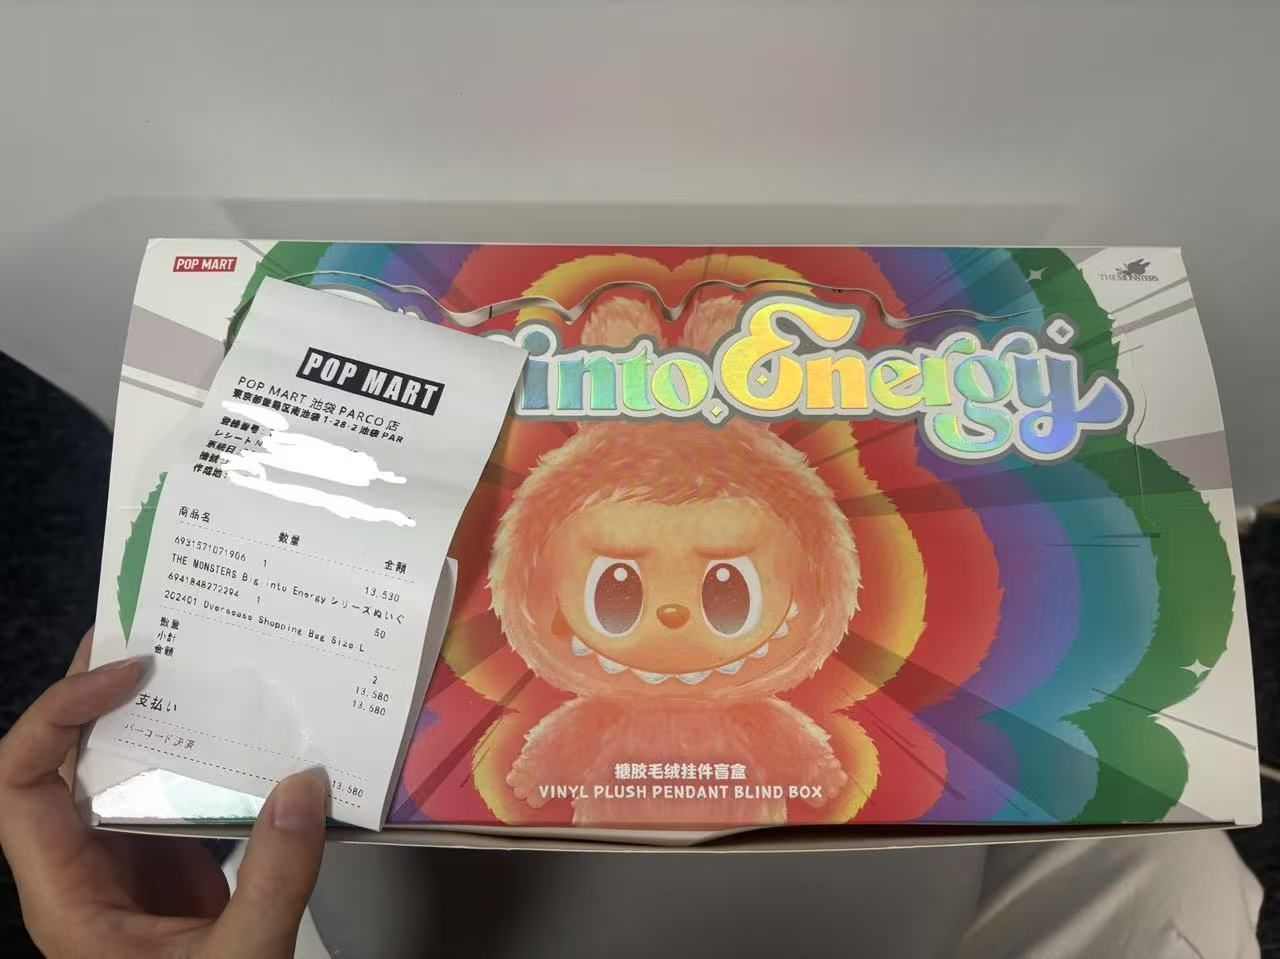 POP MART
THE MONSTERS
into Energy
POP MART
POP MART 池袋 PARCO 店
東京都豊島区南池袋 1-28-2 池袋 PAR
登録番号:
レシート
作成地:
商品名 数量 金額
6931571071906 1 13,530
THE MONSTERS Big into Energy シリーズ ぬいぐ
6941848272294 1 50
202401 Overseas Shopping Bag Size L
数量 2
小計 13,580
金額 13,580
支払い
バーコード決済 13,580
搪胶毛绒挂件盲盒
VINYL PLUSH PENDANT BLIND BOX